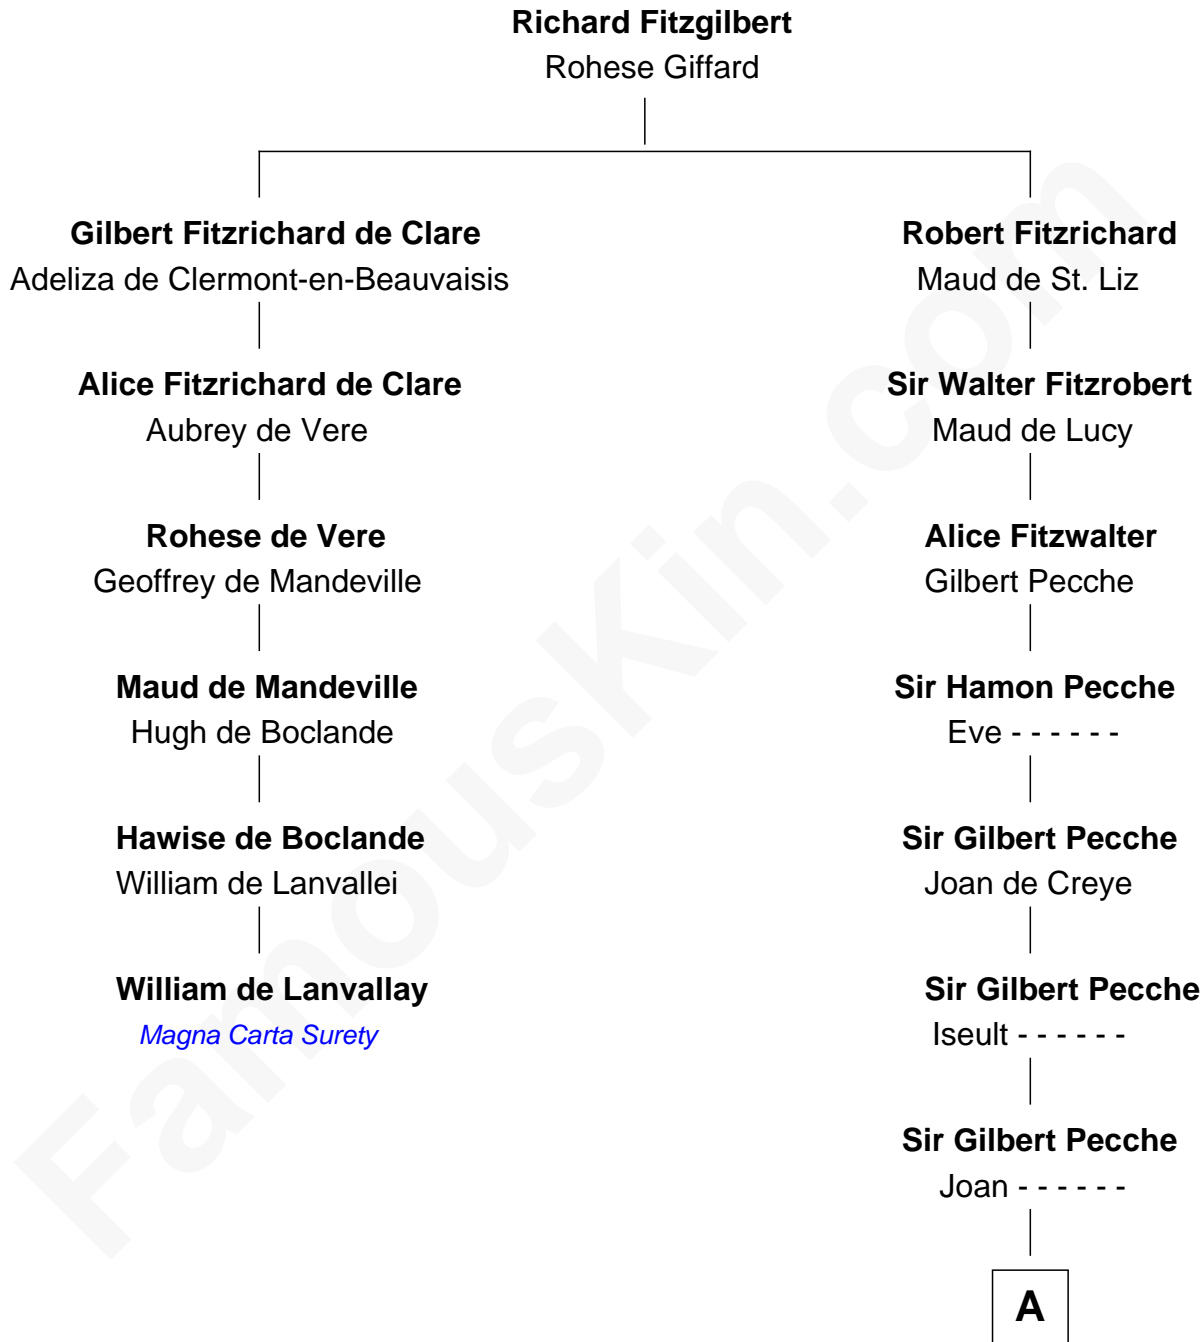 Richard Fitzgilbert
Rohese Giffard
Gilbert Fitzrichard de Clare
Adeliza de Clermont-en-Beauvaisis
Alice Fitzrichard de Clare
Aubrey de Vere
Rohese de Vere
Geoffrey de Mandeville
Maud de Mandeville
Hugh de Boclande
Hawise de Boclande
William de Lanvallei
William de Lanvallay
Magna Carta Surety
Robert Fitzrichard
Maud de St. Liz
Sir Walter Fitzrobert
Maud de Lucy
Alice Fitzwalter
Gilbert Pecche
Sir Hamon Pecche
Eve - - - - - -
Sir Gilbert Pecche
Joan de Creye
Sir Gilbert Pecche
Iseult - - - - - -
Sir Gilbert Pecche
Joan - - - - - -
A
FamousKin.com